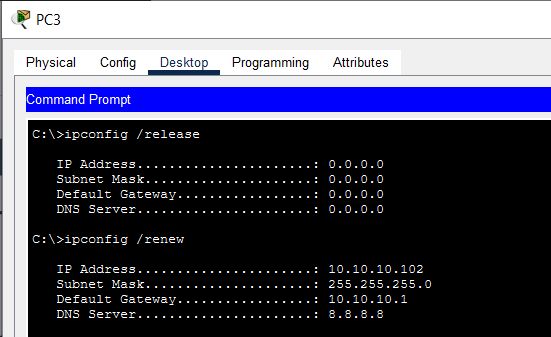 PC3
Physical Config Desktop Programming Attributes
Command Prompt
C:\>ipconfig /release
IP Address......................: 0.0.0.0
Subnet Mask.....................: 0.0.0.0
Default Gateway.................: 0.0.0.0
DNS Server......................: 0.0.0.0
C:\>ipconfig /renew
IP Address......................: 10.10.10.102
Subnet Mask.....................: 255.255.255.0
Default Gateway.................: 10.10.10.1
DNS Server......................: 8.8.8.8